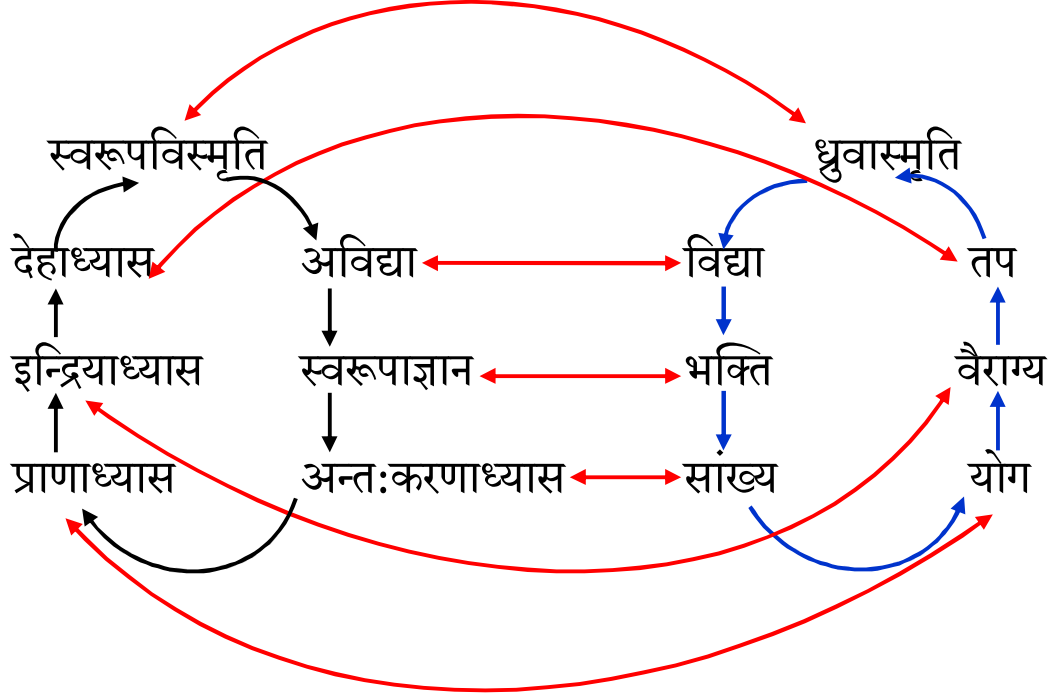 स्वरूपविस्मृति ध्रुवास्मृति
देहाध्यास अविद्या विद्या तप
इन्द्रियाध्यास स्वरूपाज्ञान भक्ति वैराग्य
प्राणाध्यास अन्त:करणाध्यास सांख्य योग